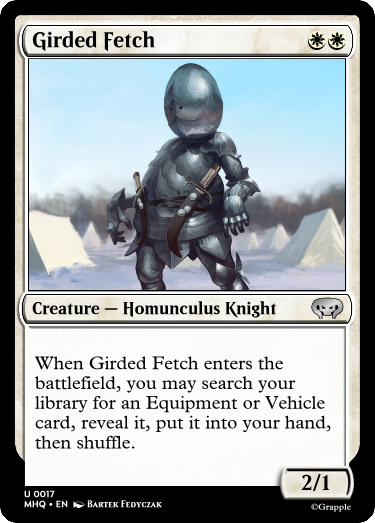 Girded Fetch
Creature — Homunculus Knight
When Girded Fetch enters the
battlefield, you may search your
library for an Equipment or Vehicle
card, reveal it, put it into your hand,
then shuffle.
2/1
U 0017
MHQ • EN Bartek Fedyczak
©Grapple